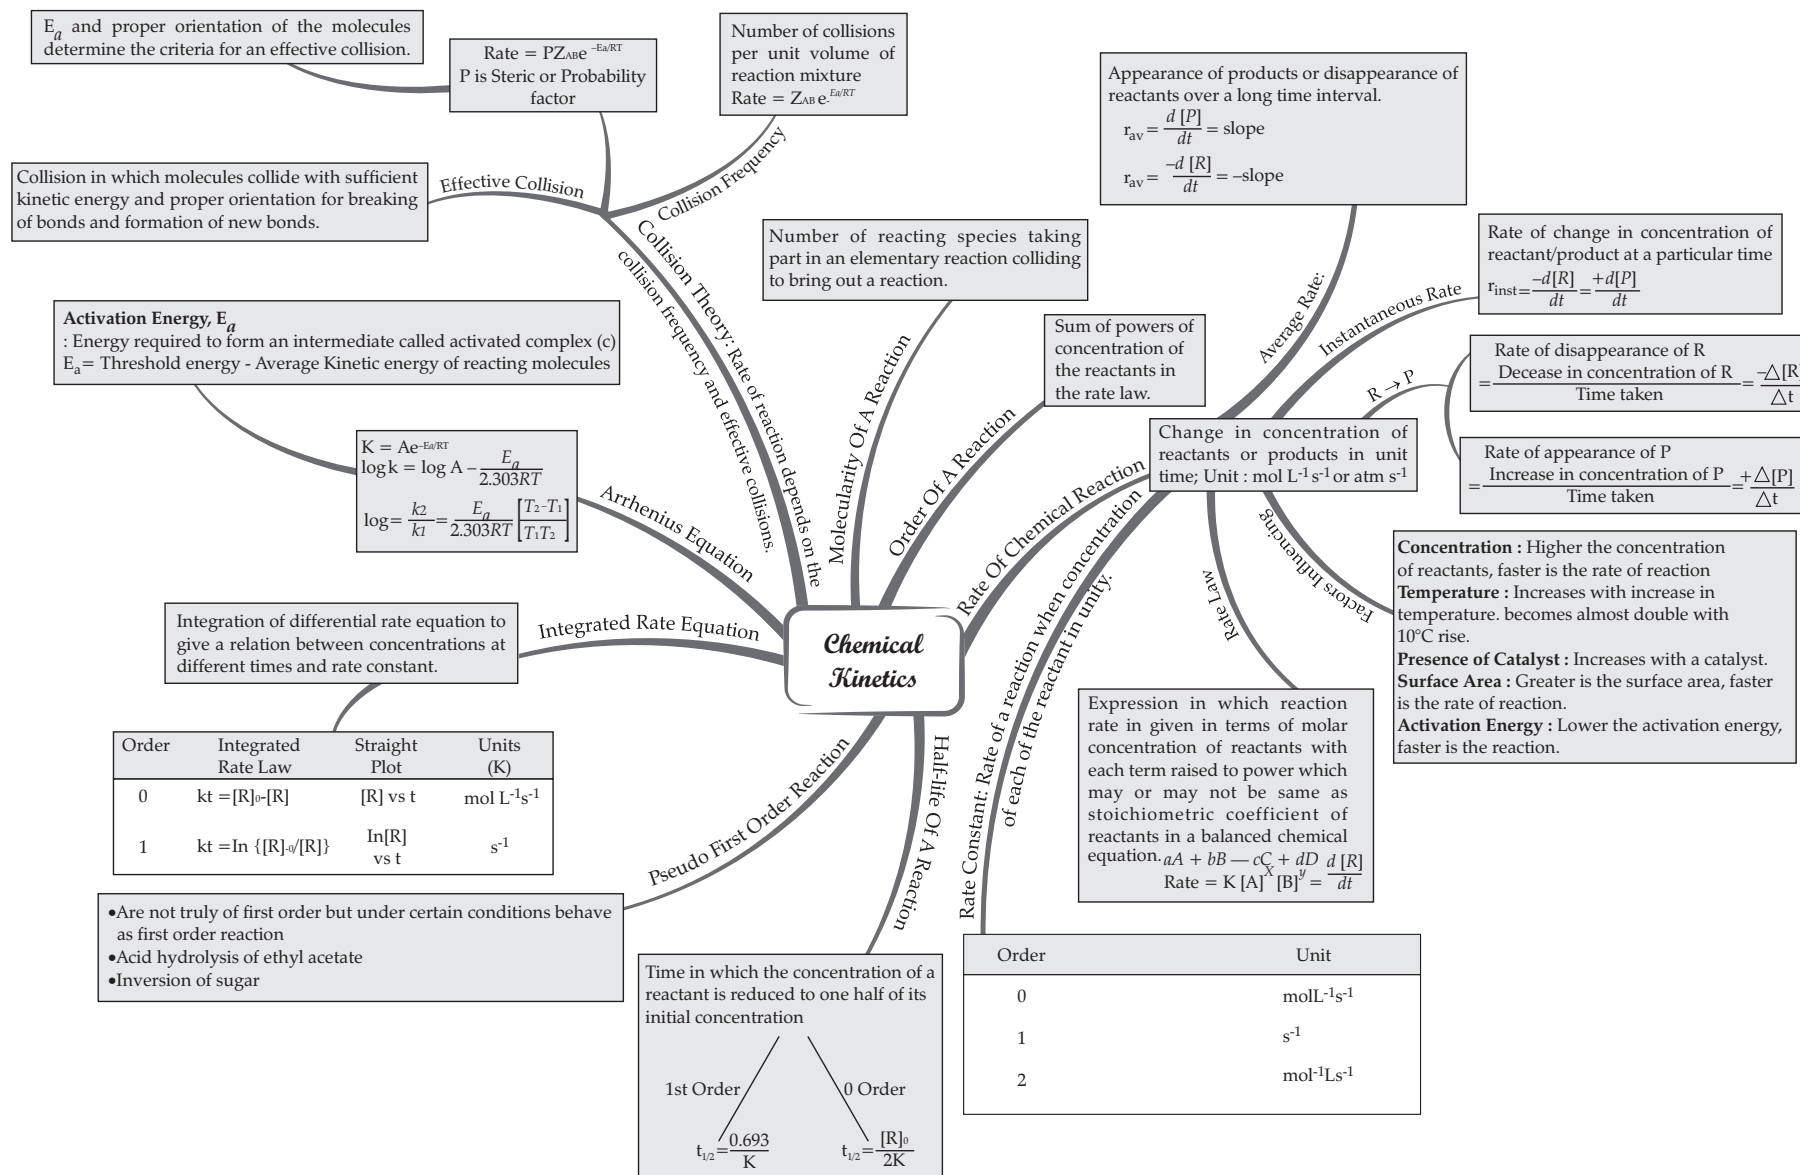 E_a and proper orientation of the molecules
determine the criteria for an effective collision.
Rate = PZ_AB e^–Ea/RT
P is Steric or Probability
factor
Number of collisions
per unit volume of
reaction mixture
Rate = Z_AB e-^Ea/RT
Collision in which molecules collide with sufficient
kinetic energy and proper orientation for breaking
of bonds and formation of new bonds.
Effective Collision
Collision Frequency
Collision Theory: Rate of reaction depends on the
collision frequency and effective collisions.
Activation Energy, E_a
: Energy required to form an intermediate called activated complex (c)
E_a = Threshold energy - Average Kinetic energy of reacting molecules
K = Ae^–Ea/RT
log k = log A – E_a/2.303RT
log = k2/k1 = E_a/2.303RT [T₂–T₁/T₁T₂]
Arrhenius Equation
Number of reacting species taking
part in an elementary reaction colliding
to bring out a reaction.
Molecularity Of A Reaction
Sum of powers of
concentration of
the reactants in
the rate law.
Order Of A Reaction
Appearance of products or disappearance of
reactants over a long time interval.
r_av = d [P]/dt = slope
r_av = –d [R]/dt = –slope
Average Rate:
Rate of change in concentration of
reactant/product at a particular time
r_inst = –d[R]/dt = +d[P]/dt
Instantaneous Rate
R → P
Rate of disappearance of R
= Decease in concentration of R/Time taken = –△[R]/△t
Rate of appearance of P
= Increase in concentration of P/Time taken = +△[P]/△t
Change in concentration of
reactants or products in unit
time; Unit : mol L⁻¹ s⁻¹ or atm s⁻¹
Rate Of Chemical Reaction
Factors Influencing
Concentration : Higher the concentration
of reactants, faster is the rate of reaction
Temperature : Increases with increase in
temperature. becomes almost double with
10°C rise.
Presence of Catalyst : Increases with a catalyst.
Surface Area : Greater is the surface area, faster
is the rate of reaction.
Activation Energy : Lower the activation energy,
faster is the reaction.
Rate Law
Expression in which reaction
rate in given in terms of molar
concentration of reactants with
each term raised to power which
may or may not be same as
stoichiometric coefficient of
reactants in a balanced chemical
equation. aA + bB — cC + dD
Rate = K [A]^X [B]^y = d [R]/dt
Rate Constant: Rate of a reaction when concentration
of each of the reactant in unity.
Order Unit
0 molL⁻¹s⁻¹
1 s⁻¹
2 mol⁻¹Ls⁻¹
Chemical
Kinetics
Integrated Rate Equation
Integration of differential rate equation to
give a relation between concentrations at
different times and rate constant.
Order Integrated Straight Units
Rate Law Plot (K)
0 kt =[R]₀-[R] [R] vs t mol L⁻¹s⁻¹
1 kt =In {[R]-₀/[R]} In[R] s⁻¹
vs t
Pseudo First Order Reaction
•Are not truly of first order but under certain conditions behave
as first order reaction
•Acid hydrolysis of ethyl acetate
•Inversion of sugar
Half-life Of A Reaction
Time in which the concentration of a
reactant is reduced to one half of its
initial concentration
1st Order 0 Order
t_1/2 = 0.693/K t_1/2 = [R]₀/2K